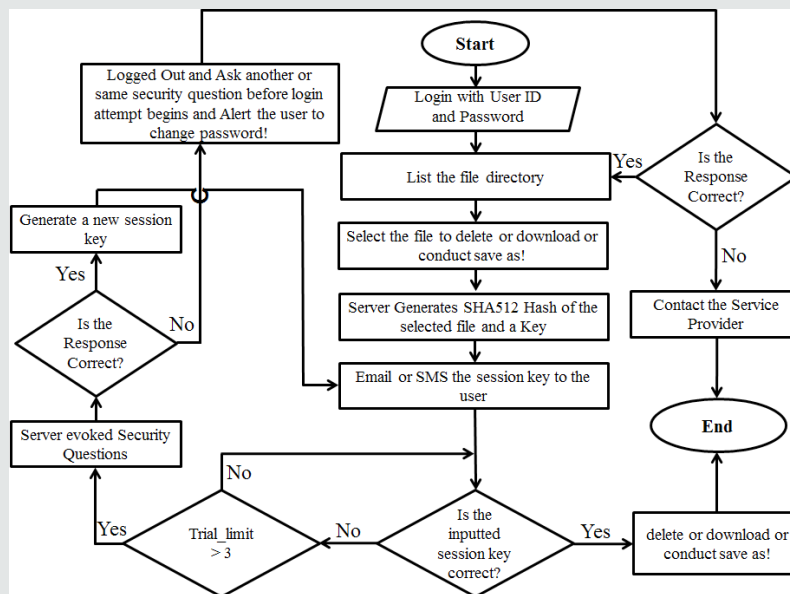 Start
Login with User ID
and Password
List the file directory
Select the file to delete or download or
conduct save as!
Server Generates SHA512 Hash of the
selected file and a Key
Email or SMS the session key to the
user
Is the
inputted
session key
correct?
Yes
delete or download or
conduct save as!
End
No
Trial_limit
> 3
No
Yes
Server evoked Security
Questions
Is the
Response
Correct?
Yes
Generate a new session
key
No
C
Logged Out and Ask another or
same security question before login
attempt begins and Alert the user to
change password!
Is the
Response
Correct?
Yes
No
Contact the Service
Provider